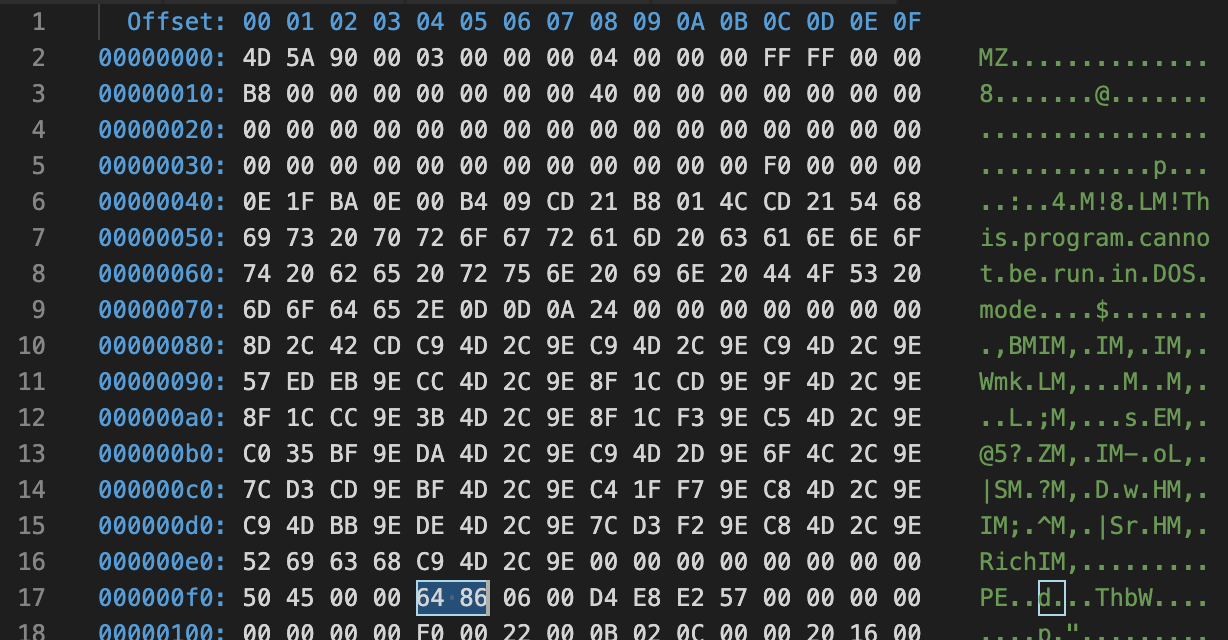 1 Offset: 00 01 02 03 04 05 06 07 08 09 0A 0B 0C 0D 0E 0F
2 00000000: 4D 5A 90 00 03 00 00 00 04 00 00 00 FF FF 00 00 MZ..............
3 00000010: B8 00 00 00 00 00 00 00 40 00 00 00 00 00 00 00 8.......@.......
4 00000020: 00 00 00 00 00 00 00 00 00 00 00 00 00 00 00 00 ................
5 00000030: 00 00 00 00 00 00 00 00 00 00 00 00 F0 00 00 00 ............p...
6 00000040: 0E 1F BA 0E 00 B4 09 CD 21 B8 01 4C CD 21 54 68 ..:..4.M!8.LM!Th
7 00000050: 69 73 20 70 72 6F 67 72 61 6D 20 63 61 6E 6E 6F is.program.canno
8 00000060: 74 20 62 65 20 72 75 6E 20 69 6E 20 44 4F 53 20 t.be.run.in.DOS.
9 00000070: 6D 6F 64 65 2E 0D 0D 0A 24 00 00 00 00 00 00 00 mode....$.......
10 00000080: 8D 2C 42 CD C9 4D 2C 9E C9 4D 2C 9E C9 4D 2C 9E .,BMIM,.IM,.IM,.
11 00000090: 57 ED EB 9E CC 4D 2C 9E 8F 1C CD 9E 9F 4D 2C 9E Wmk.LM,...M..M,.
12 000000a0: 8F 1C CC 9E 3B 4D 2C 9E 8F 1C F3 9E C5 4D 2C 9E ..L.;M,...s.EM,.
13 000000b0: C0 35 BF 9E DA 4D 2C 9E C9 4D 2D 9E 6F 4C 2C 9E @5?.ZM,.IM-.oL,.
14 000000c0: 7C D3 CD 9E BF 4D 2C 9E C4 1F F7 9E C8 4D 2C 9E |SM.?M,.D.w.HM,.
15 000000d0: C9 4D BB 9E DE 4D 2C 9E 7C D3 F2 9E C8 4D 2C 9E IM;.^M,.|Sr.HM,.
16 000000e0: 52 69 63 68 C9 4D 2C 9E 00 00 00 00 00 00 00 00 RichIM,.........
17 000000f0: 50 45 00 00 64 86 06 00 D4 E8 E2 57 00 00 00 00 PE..d...ThbW....
18 00000100: 00 00 00 00 F0 00 22 00 0B 02 0C 00 00 20 16 00 ....p.".........